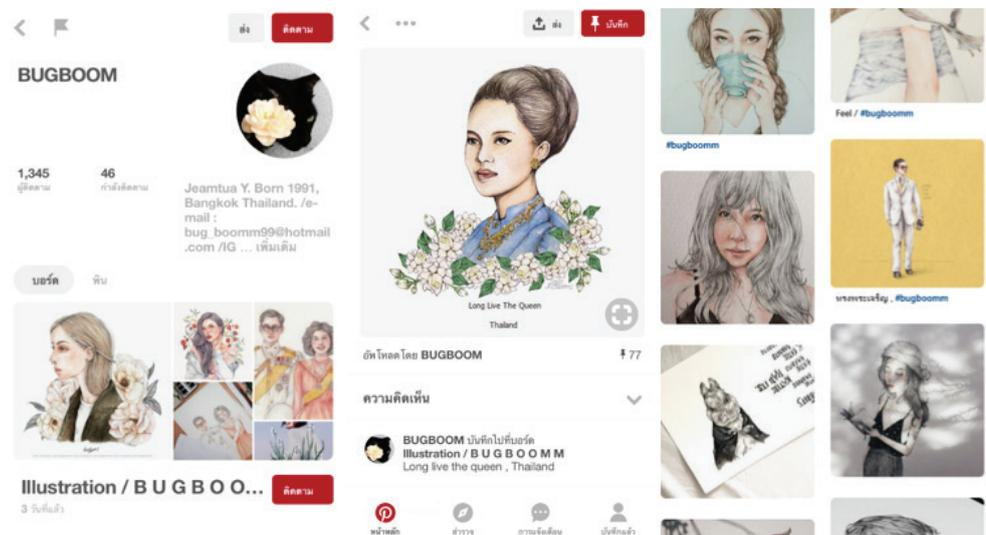 ส่ง
ติดตาม
BUGBOOM
1,345
ผู้ติดตาม
46
กำลังติดตาม
Jeamtua Y. Born 1991,
Bangkok Thailand. /e-
mail :
bug_boomm99@hotmail
.com /IG ... เพิ่มเติม
บอร์ด
พิน
Illustration / B U G B O O...
ติดตาม
3 วันที่แล้ว
ส่ง
บันทึก
Long Live The Queen
Thailand
อัพโหลดโดย BUGBOOM
77
ความคิดเห็น
BUGBOOM บันทึกไปที่บอร์ด
Illustration / B U G B O O M M
Long live the queen , Thailand
หน้าหลัก
สำรวจ
การแจ้งเตือน
บันทึกแล้ว
#bugboomm
Feel / #bugboomm
ทรงพระเจริญ , #bugboomm